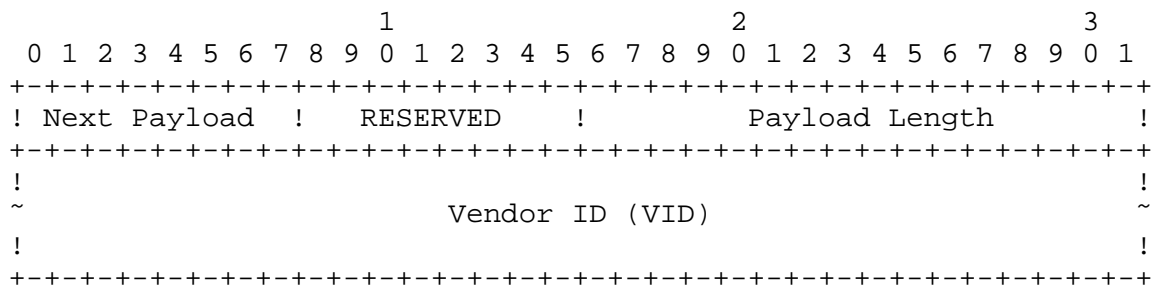 1                   2                   3
 0 1 2 3 4 5 6 7 8 9 0 1 2 3 4 5 6 7 8 9 0 1 2 3 4 5 6 7 8 9 0 1
+-+-+-+-+-+-+-+-+-+-+-+-+-+-+-+-+-+-+-+-+-+-+-+-+-+-+-+-+-+-+-+-+
! Next Payload  !   RESERVED    !         Payload Length        !
+-+-+-+-+-+-+-+-+-+-+-+-+-+-+-+-+-+-+-+-+-+-+-+-+-+-+-+-+-+-+-+-+
!                                                               !
~                        Vendor ID (VID)                        ~
!                                                               !
+-+-+-+-+-+-+-+-+-+-+-+-+-+-+-+-+-+-+-+-+-+-+-+-+-+-+-+-+-+-+-+-+